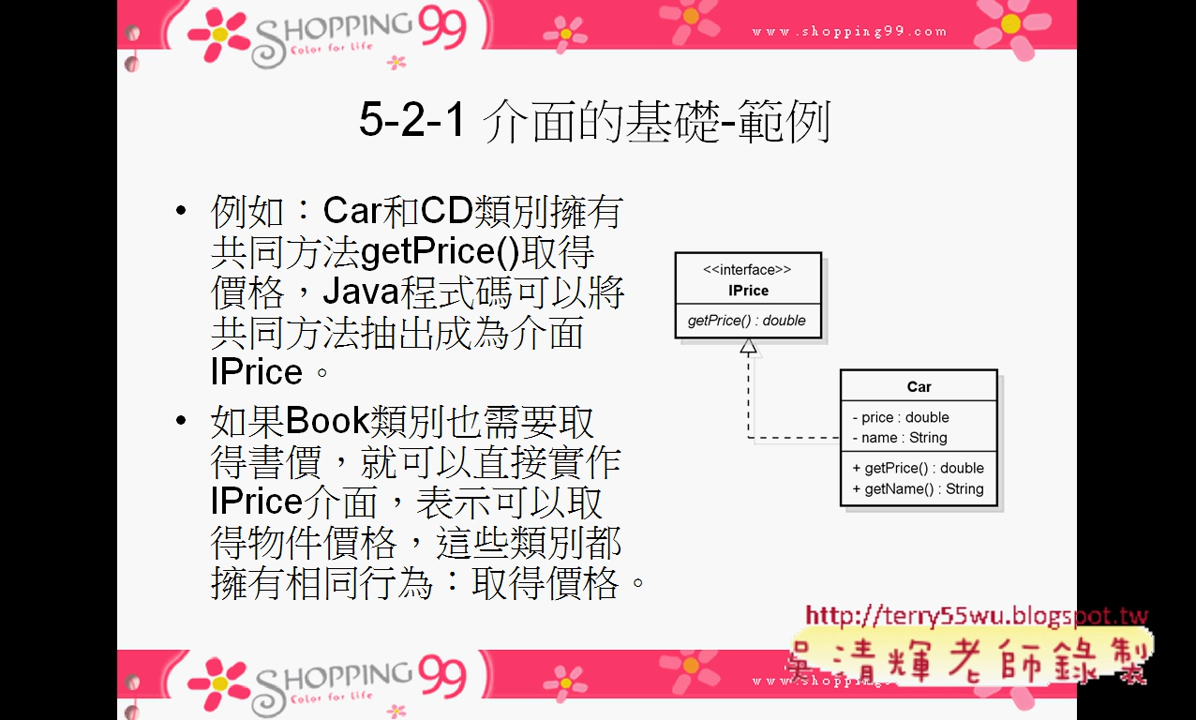 SHOPPING 99
Color for Life
www.shopping99.com
5-2-1 介面的基礎-範例
• 例如：Car和CD類別擁有
共同方法getPrice()取得
價格，Java程式碼可以將
共同方法抽出成為介面
IPrice。
• 如果Book類別也需要取
得書價，就可以直接實作
IPrice介面，表示可以取
得物件價格，這些類別都
擁有相同行為：取得價格。
<<interface>>
IPrice
getPrice() : double
Car
- price : double
- name : String
+ getPrice() : double
+ getName() : String
http://terry55wu.blogspot.tw
吳清輝老師錄製
SHOPPING 99
Color for Life